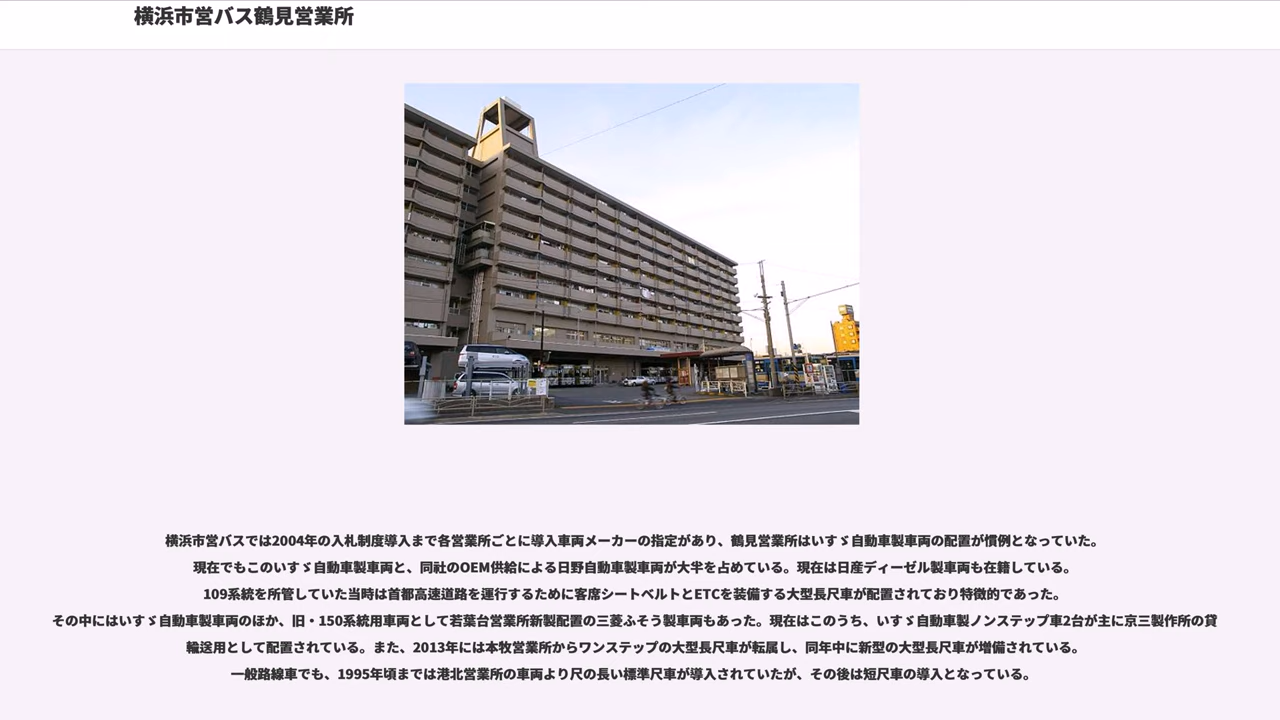 横浜市営バス鶴見営業所
横浜市営バスでは2004年の入札制度導入まで各営業所ごとに導入車両メーカーの指定があり、鶴見営業所はいすゞ自動車製車両の配置が慣例となっていた。
現在でもこのいすゞ自動車製車両と、同社のOEM供給による日野自動車製車両が大半を占めている。現在は日産ディーゼル製車両も在籍している。
109系統を所管していた当時は首都高速道路を運行するために客席シートベルトとETCを装備する大型長尺車が配置されており特徴的であった。
その中にはいすゞ自動車製車両のほか、旧・150系統用車両として若葉台営業所新製配置の三菱ふそう製車両もあった。現在はこのうち、いすゞ自動車製ノンステップ車2台が主に京三製作所の貸
輪送用として配置されている。また、2013年には本牧営業所からワンステップの大型長尺車が転属し、同年中に新型の大型長尺車が増備されている。
一般路線車でも、1995年頃までは港北営業所の車両より尺の長い標準尺車が導入されていたが、その後は短尺車の導入となっている。